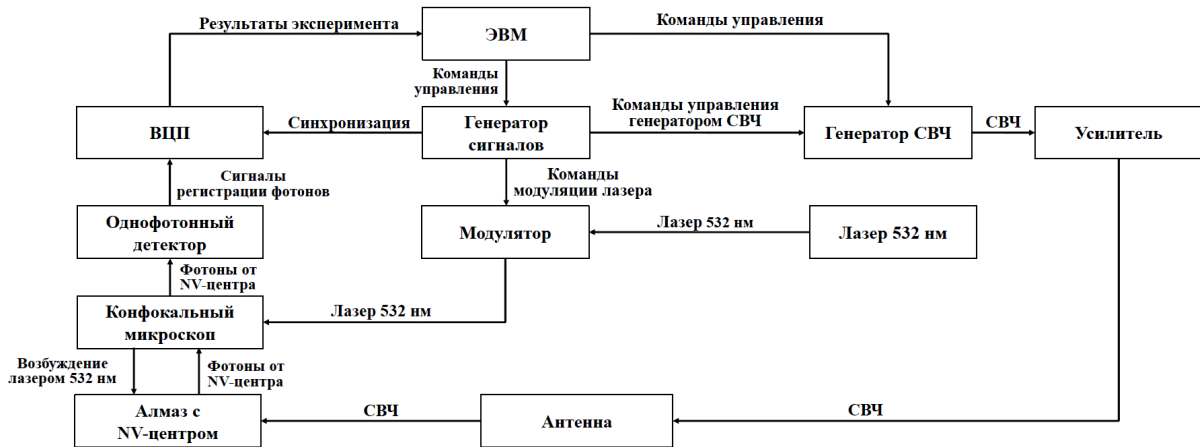 Результаты эксперимента
ЭВМ
Команды управления
Команды
управления
ВЦП
Синхронизация
Генератор
сигналов
Команды управления
генератором СВЧ
Генератор СВЧ
СВЧ
Усилитель
Сигналы
регистрации фотонов
Команды
модуляции лазера
Однофотонный
детектор
Модулятор
Лазер 532 нм
Лазер 532 нм
Фотоны от
NV-центра
Конфокальный
микроскоп
Лазер 532 нм
Возбуждение
лазером 532 нм
Фотоны от
NV-центра
Алмаз с
NV-центром
СВЧ
Антенна
СВЧ